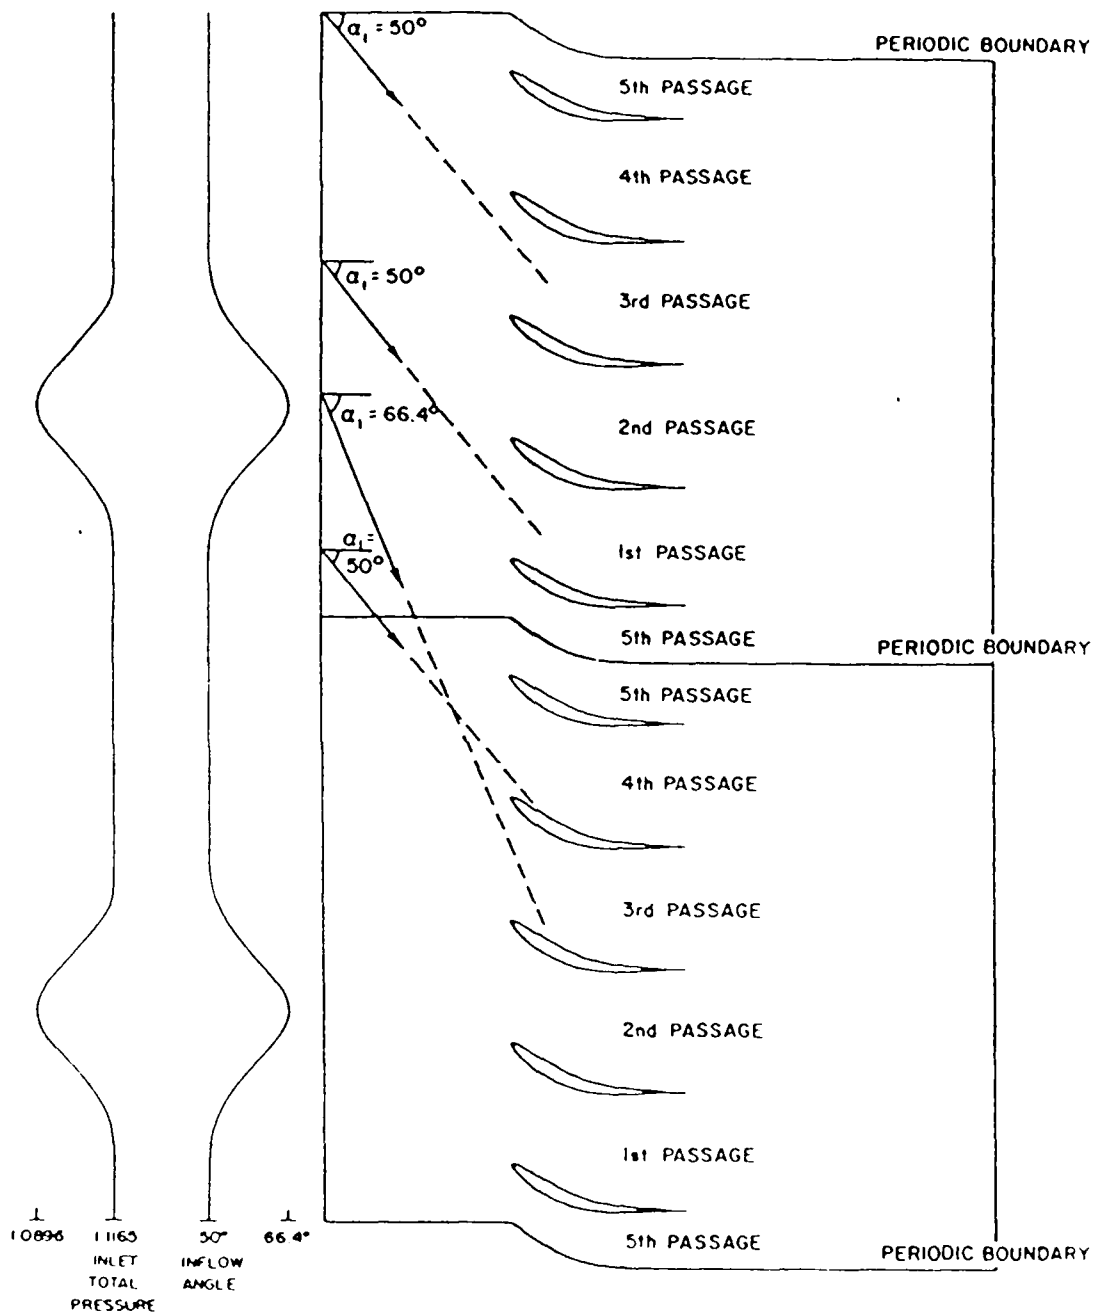 α₁ = 50°
PERIODIC BOUNDARY
5th PASSAGE
4th PASSAGE
α₁ = 50°
3rd PASSAGE
α₁ = 66.4°
2nd PASSAGE
α₁ =
50°
1st PASSAGE
5th PASSAGE
PERIODIC BOUNDARY
5th PASSAGE
4th PASSAGE
3rd PASSAGE
2nd PASSAGE
1st PASSAGE
5th PASSAGE
PERIODIC BOUNDARY
1.0896
1.1165
50°
66.4°
INLET
TOTAL
PRESSURE
INFLOW
ANGLE